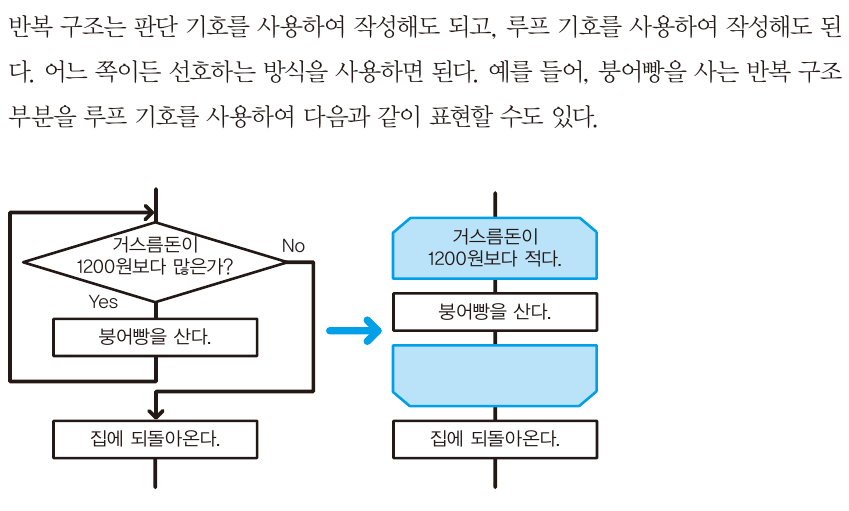 반복 구조는 판단 기호를 사용하여 작성해도 되고, 루프 기호를 사용하여 작성해도 된
다. 어느 쪽이든 선호하는 방식을 사용하면 된다. 예를 들어, 붕어빵을 사는 반복 구조
부분을 루프 기호를 사용하여 다음과 같이 표현할 수도 있다.
거스름돈이
1200원보다 많은가?
No
Yes
붕어빵을 산다.
집에 되돌아온다.
거스름돈이
1200원보다 적다.
붕어빵을 산다.
집에 되돌아온다.